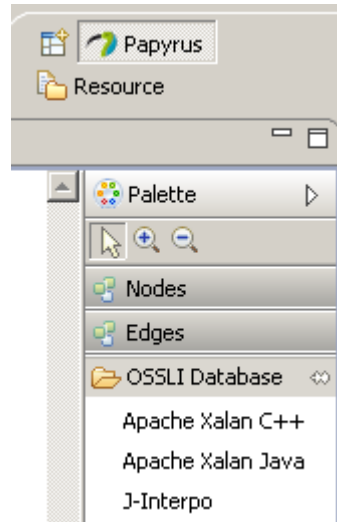 Papyrus
Resource
Palette
Nodes
Edges
OSSLI Database
Apache Xalan C++
Apache Xalan Java
J-Interpo